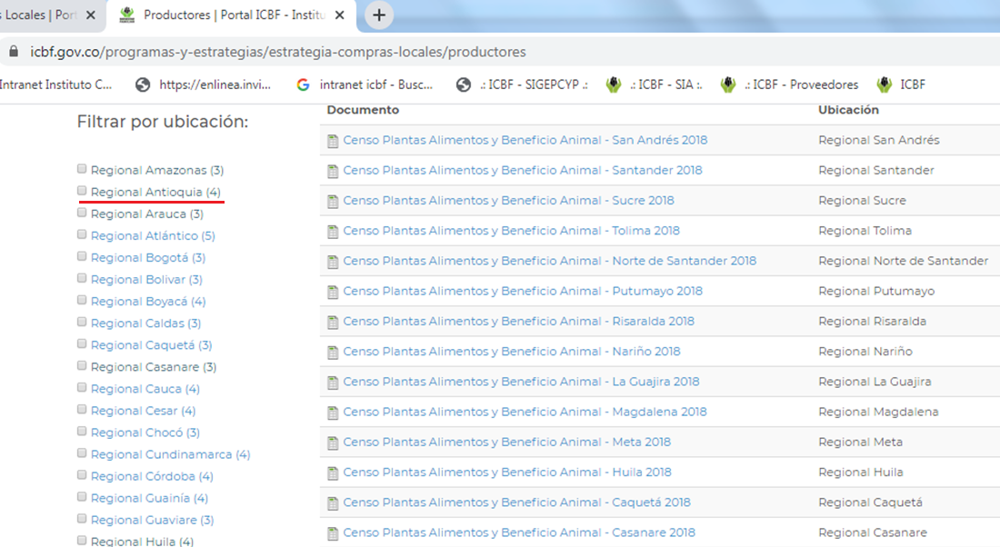 s Locales | Port
Productores | Portal ICBF - Institu
icbf.gov.co/programas-y-estrategias/estrategia-compras-locales/productores
Intranet Instituto C...
https://enlinea.invi...
intranet icbf - Busc...
.: ICBF - SIGEPCYP .:
.: ICBF - SIA :.
.: ICBF - Proveedores
ICBF
Filtrar por ubicación:
Regional Amazonas (3)
Regional Antioquia (4)
Regional Arauca (3)
Regional Atlántico (5)
Regional Bogotá (3)
Regional Bolivar (3)
Regional Boyacá (4)
Regional Caldas (3)
Regional Caquetá (3)
Regional Casanare (3)
Regional Cauca (4)
Regional Cesar (4)
Regional Chocó (3)
Regional Cundinamarca (4)
Regional Córdoba (4)
Regional Guainía (4)
Regional Guaviare (3)
Regional Huila (4)
Documento Ubicación
Censo Plantas Alimentos y Beneficio Animal - San Andrés 2018 Regional San Andrés
Censo Plantas Alimentos y Beneficio Animal - Santander 2018 Regional Santander
Censo Plantas Alimentos y Beneficio Animal - Sucre 2018 Regional Sucre
Censo Plantas Alimentos y Beneficio Animal - Tolima 2018 Regional Tolima
Censo Plantas Alimentos y Beneficio Animal - Norte de Santander 2018 Regional Norte de Santander
Censo Plantas Alimentos y Beneficio Animal - Putumayo 2018 Regional Putumayo
Censo Plantas Alimentos y Beneficio Animal - Risaralda 2018 Regional Risaralda
Censo Plantas Alimentos y Beneficio Animal - Nariño 2018 Regional Nariño
Censo Plantas Alimentos y Beneficio Animal - La Guajira 2018 Regional La Guajira
Censo Plantas Alimentos y Beneficio Animal - Magdalena 2018 Regional Magdalena
Censo Plantas Alimentos y Beneficio Animal - Meta 2018 Regional Meta
Censo Plantas Alimentos y Beneficio Animal - Huila 2018 Regional Huila
Censo Plantas Alimentos y Beneficio Animal - Caquetá 2018 Regional Caquetá
Censo Plantas Alimentos y Beneficio Animal - Casanare 2018 Regional Casanare